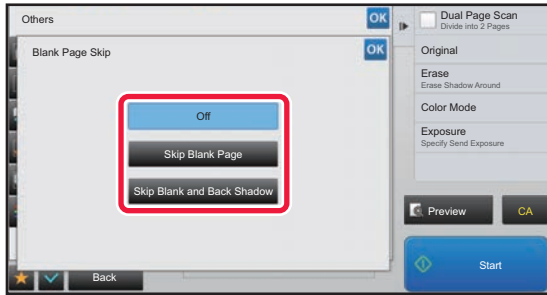 Others
OK
Blank Page Skip
OK
Off
Skip Blank Page
Skip Blank and Back Shadow
Back
Dual Page Scan
Divide into 2 Pages
Original
Erase
Erase Shadow Around
Color Mode
Exposure
Specify Send Exposure
Preview
CA
Start